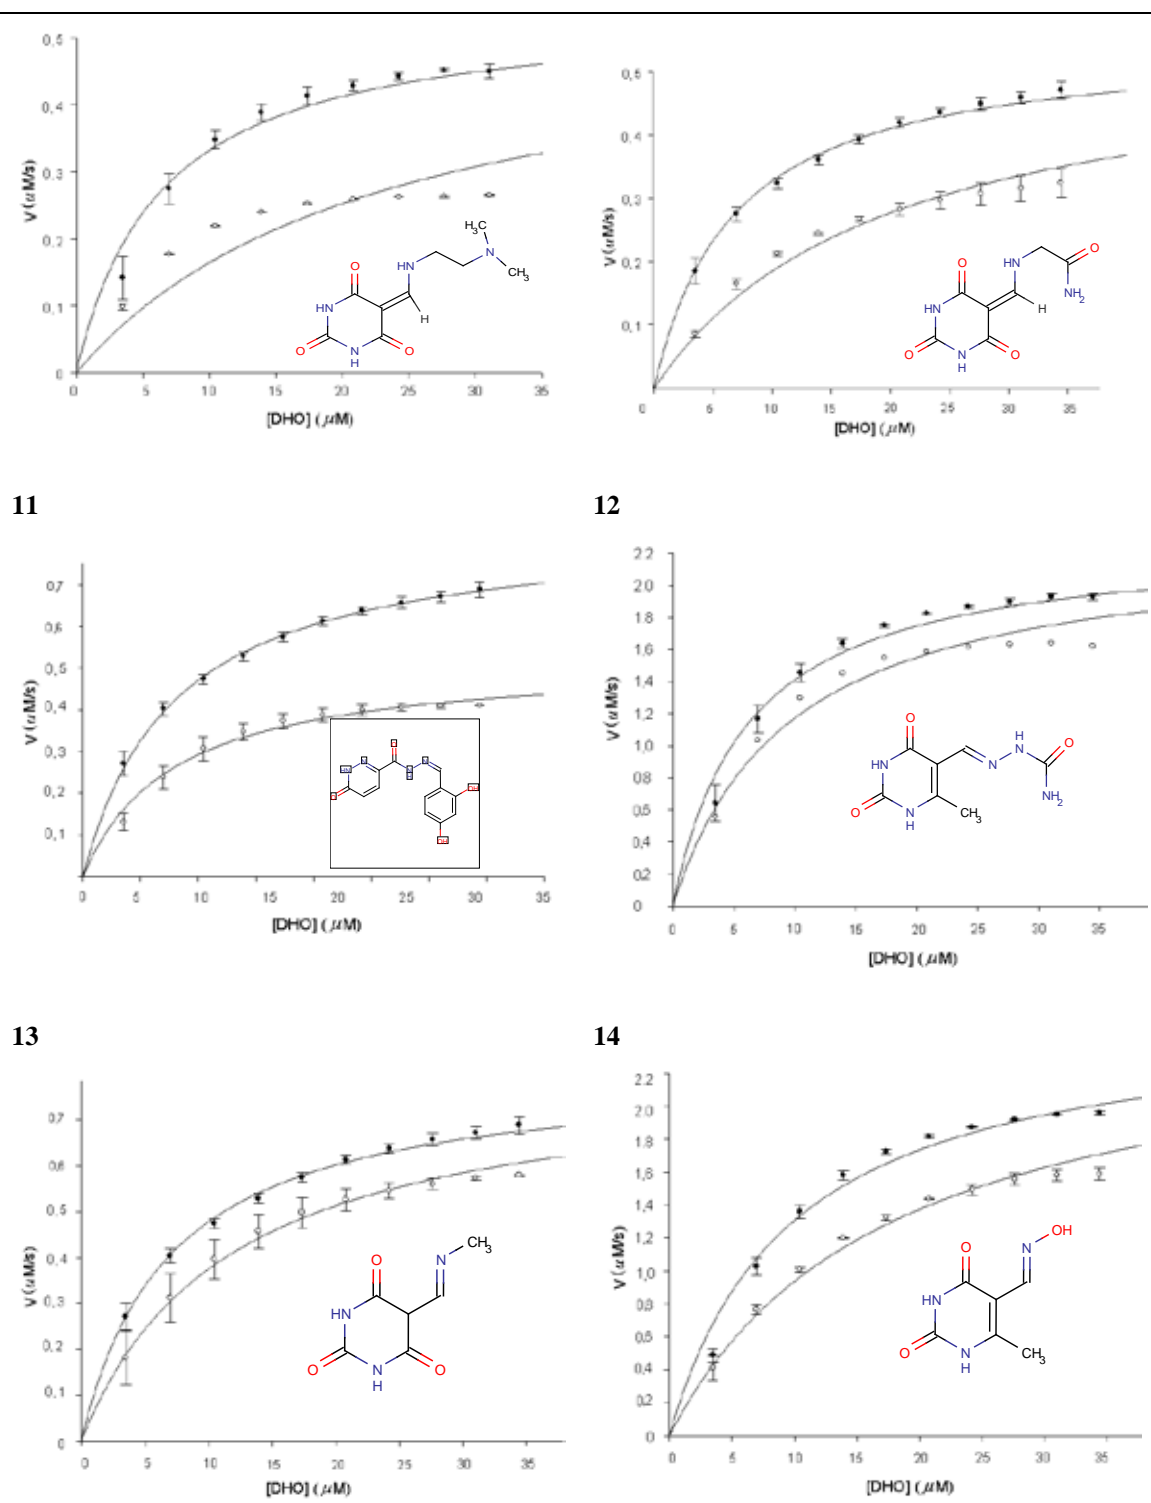 0,5
0,4
0,3
0,2
0,1
0
V(µM/s)
0 5 10 15 20 25 30 35
[DHO] (µM)
H₃C
N
CH₃
HN
O
HN
H
O
N
H
O
0,5
0,4
0,3
0,2
0,1
V(µM/s)
0 5 10 15 20 25 30 35
[DHO] (µM)
O
HN
NH₂
O
HN
H
O
N
H
O
11
12
0,7
0,6
0,5
0,4
0,3
0,2
0,1
V(µM/s)
0 5 10 15 20 25 30 35
[DHO] (µM)
O
HN
N
N
H
N
O
OH
OH
2.2
2.0
1.8
1.6
1.4
1.2
1.0
0.8
0.6
0.4
0.2
0
V(µM/s)
0 5 10 15 20 25 30 35
[DHO] (µM)
O
H
N
O
HN
N
NH₂
O
N
H
CH₃
13
14
0,7
0,6
0,5
0,4
0,3
0,2
0,1
0
V(µM/s)
0 5 10 15 20 25 30 35
[DHO] (µM)
CH₃
O
N
HN
O
N
H
O
2,2
2,0
1,8
1,6
1,4
1,2
1,0
0,8
0,6
0,4
0,2
0
V(µM/s)
0 5 10 15 20 25 30 35
[DHO] (µM)
OH
O
N
HN
O
N
H
CH₃